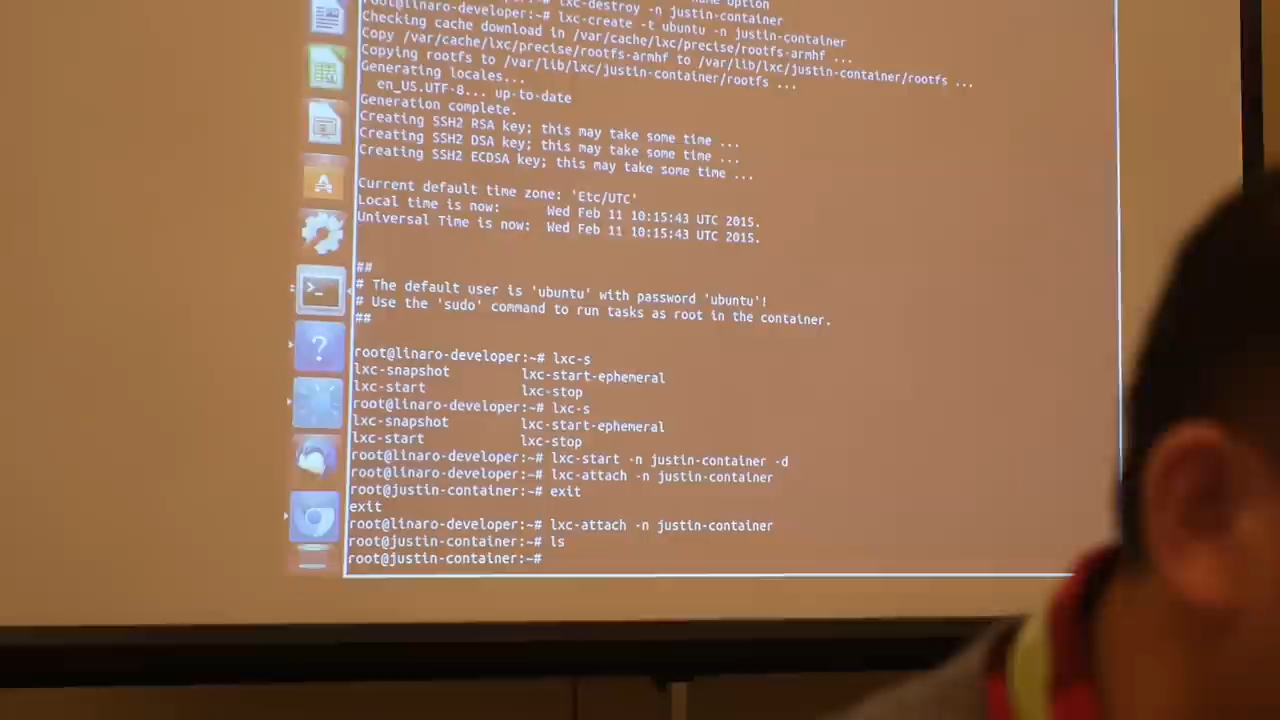 name option
root@linaro-developer:~# lxc-destroy -n justin-container
root@linaro-developer:~# lxc-create -t ubuntu -n justin-container
Checking cache download in /var/cache/lxc/precise/rootfs-armhf ...
Copy /var/cache/lxc/precise/rootfs-armhf to /var/lib/lxc/justin-container/rootfs ...
Copying rootfs to /var/lib/lxc/justin-container/rootfs ...
Generating locales...
en_US.UTF-8... up-to-date
Generation complete.
Creating SSH2 RSA key; this may take some time ...
Creating SSH2 DSA key; this may take some time ...
Creating SSH2 ECDSA key; this may take some time ...
Current default time zone: 'Etc/UTC'
Local time is now:      Wed Feb 11 10:15:43 UTC 2015.
Universal Time is now:  Wed Feb 11 10:15:43 UTC 2015.
##
# The default user is 'ubuntu' with password 'ubuntu'!
# Use the 'sudo' command to run tasks as root in the container.
##
root@linaro-developer:~# lxc-s
lxc-snapshot         lxc-start-ephemeral
lxc-start            lxc-stop
root@linaro-developer:~# lxc-s
lxc-snapshot         lxc-start-ephemeral
lxc-start            lxc-stop
root@linaro-developer:~# lxc-start -n justin-container -d
root@linaro-developer:~# lxc-attach -n justin-container
root@justin-container:~# exit
exit
root@linaro-developer:~# lxc-attach -n justin-container
root@justin-container:~# ls
root@justin-container:~#